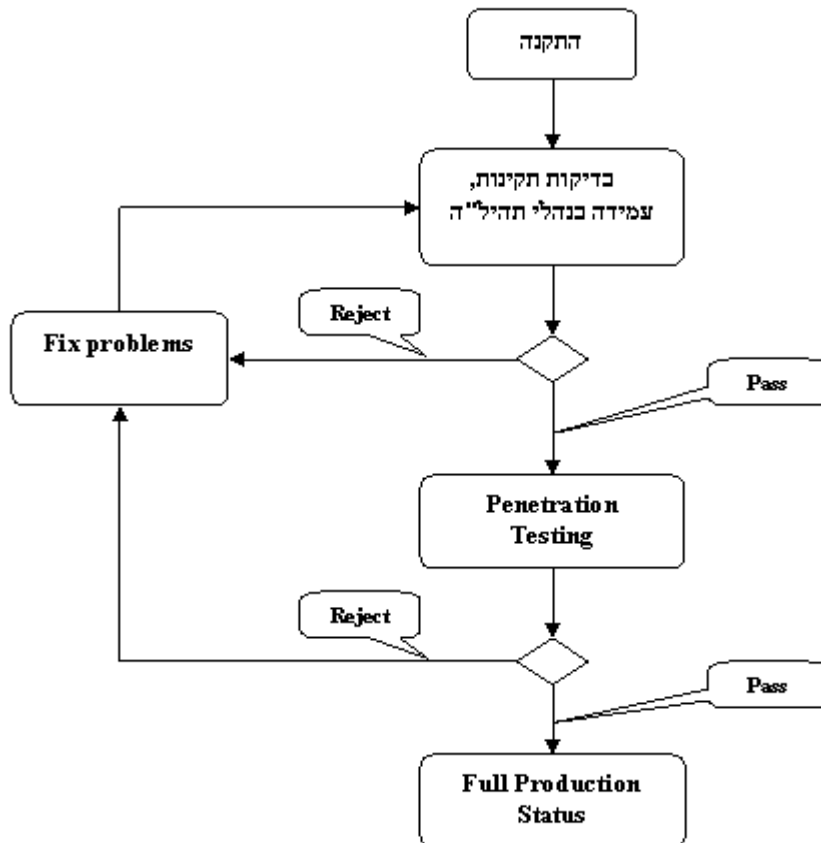 התקנה
בדיקות תקינות,
עמידה בנהלי תהיל"ה
Reject
Fix problems
Pass
Penetration
Testing
Reject
Pass
Full Production
Status